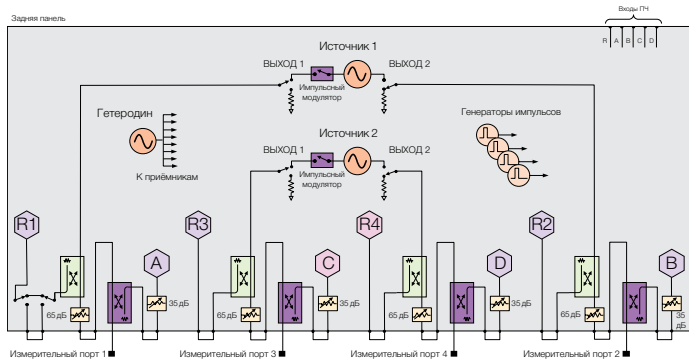 Входы ПЧ
Задняя панель
R A B C D
Источник 1
ВЫХОД 1
ВЫХОД 2
Импульсный
модулятор
Гетеродин
К приёмникам
Генераторы импульсов
Источник 2
ВЫХОД 1
ВЫХОД 2
Импульсный
модулятор
R1
R3
R4
R2
A
C
D
B
65 дБ
35 дБ
65 дБ
35 дБ
65 дБ
35 дБ
65 дБ
35
дБ
Измерительный порт 1
Измерительный порт 3
Измерительный порт 4
Измерительный порт 2